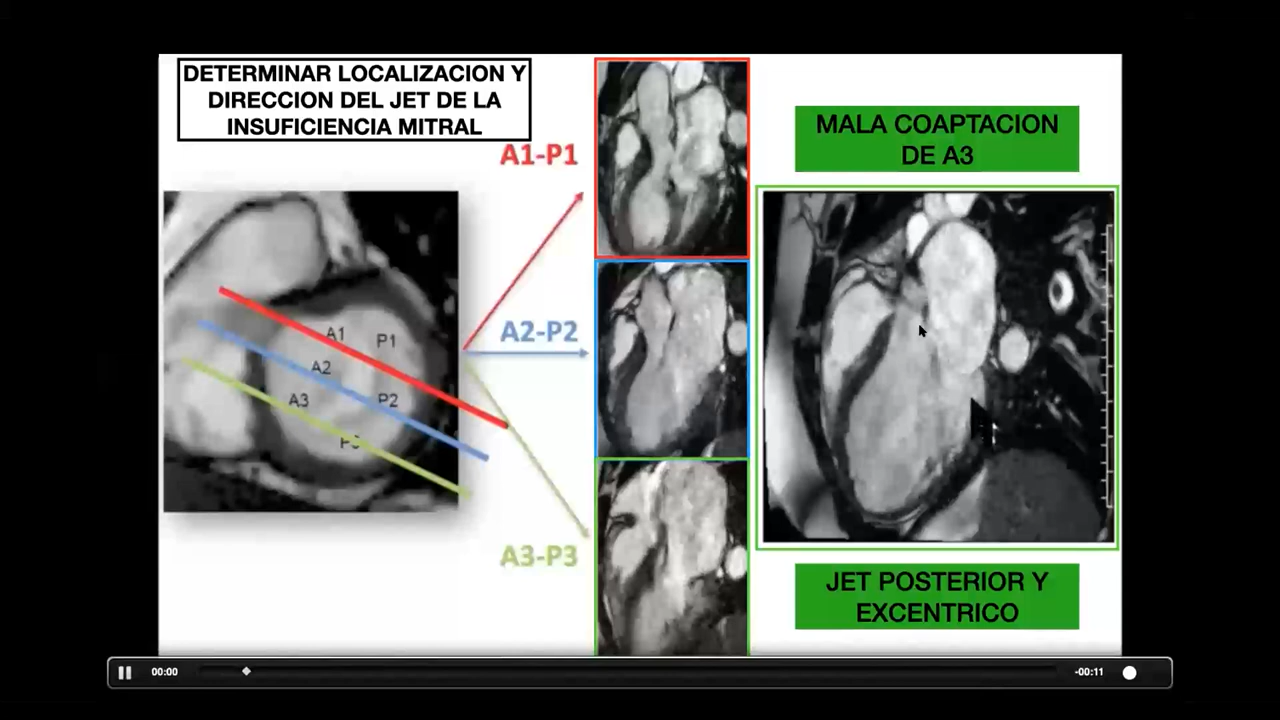 DETERMINAR LOCALIZACION Y
DIRECCION DEL JET DE LA
INSUFICIENCIA MITRAL
A1-P1
A2-P2
A3-P3
A1
P1
A2
A3
P2
P3
MALA COAPTACION
DE A3
JET POSTERIOR Y
EXCENTRICO
00:00
-00:11